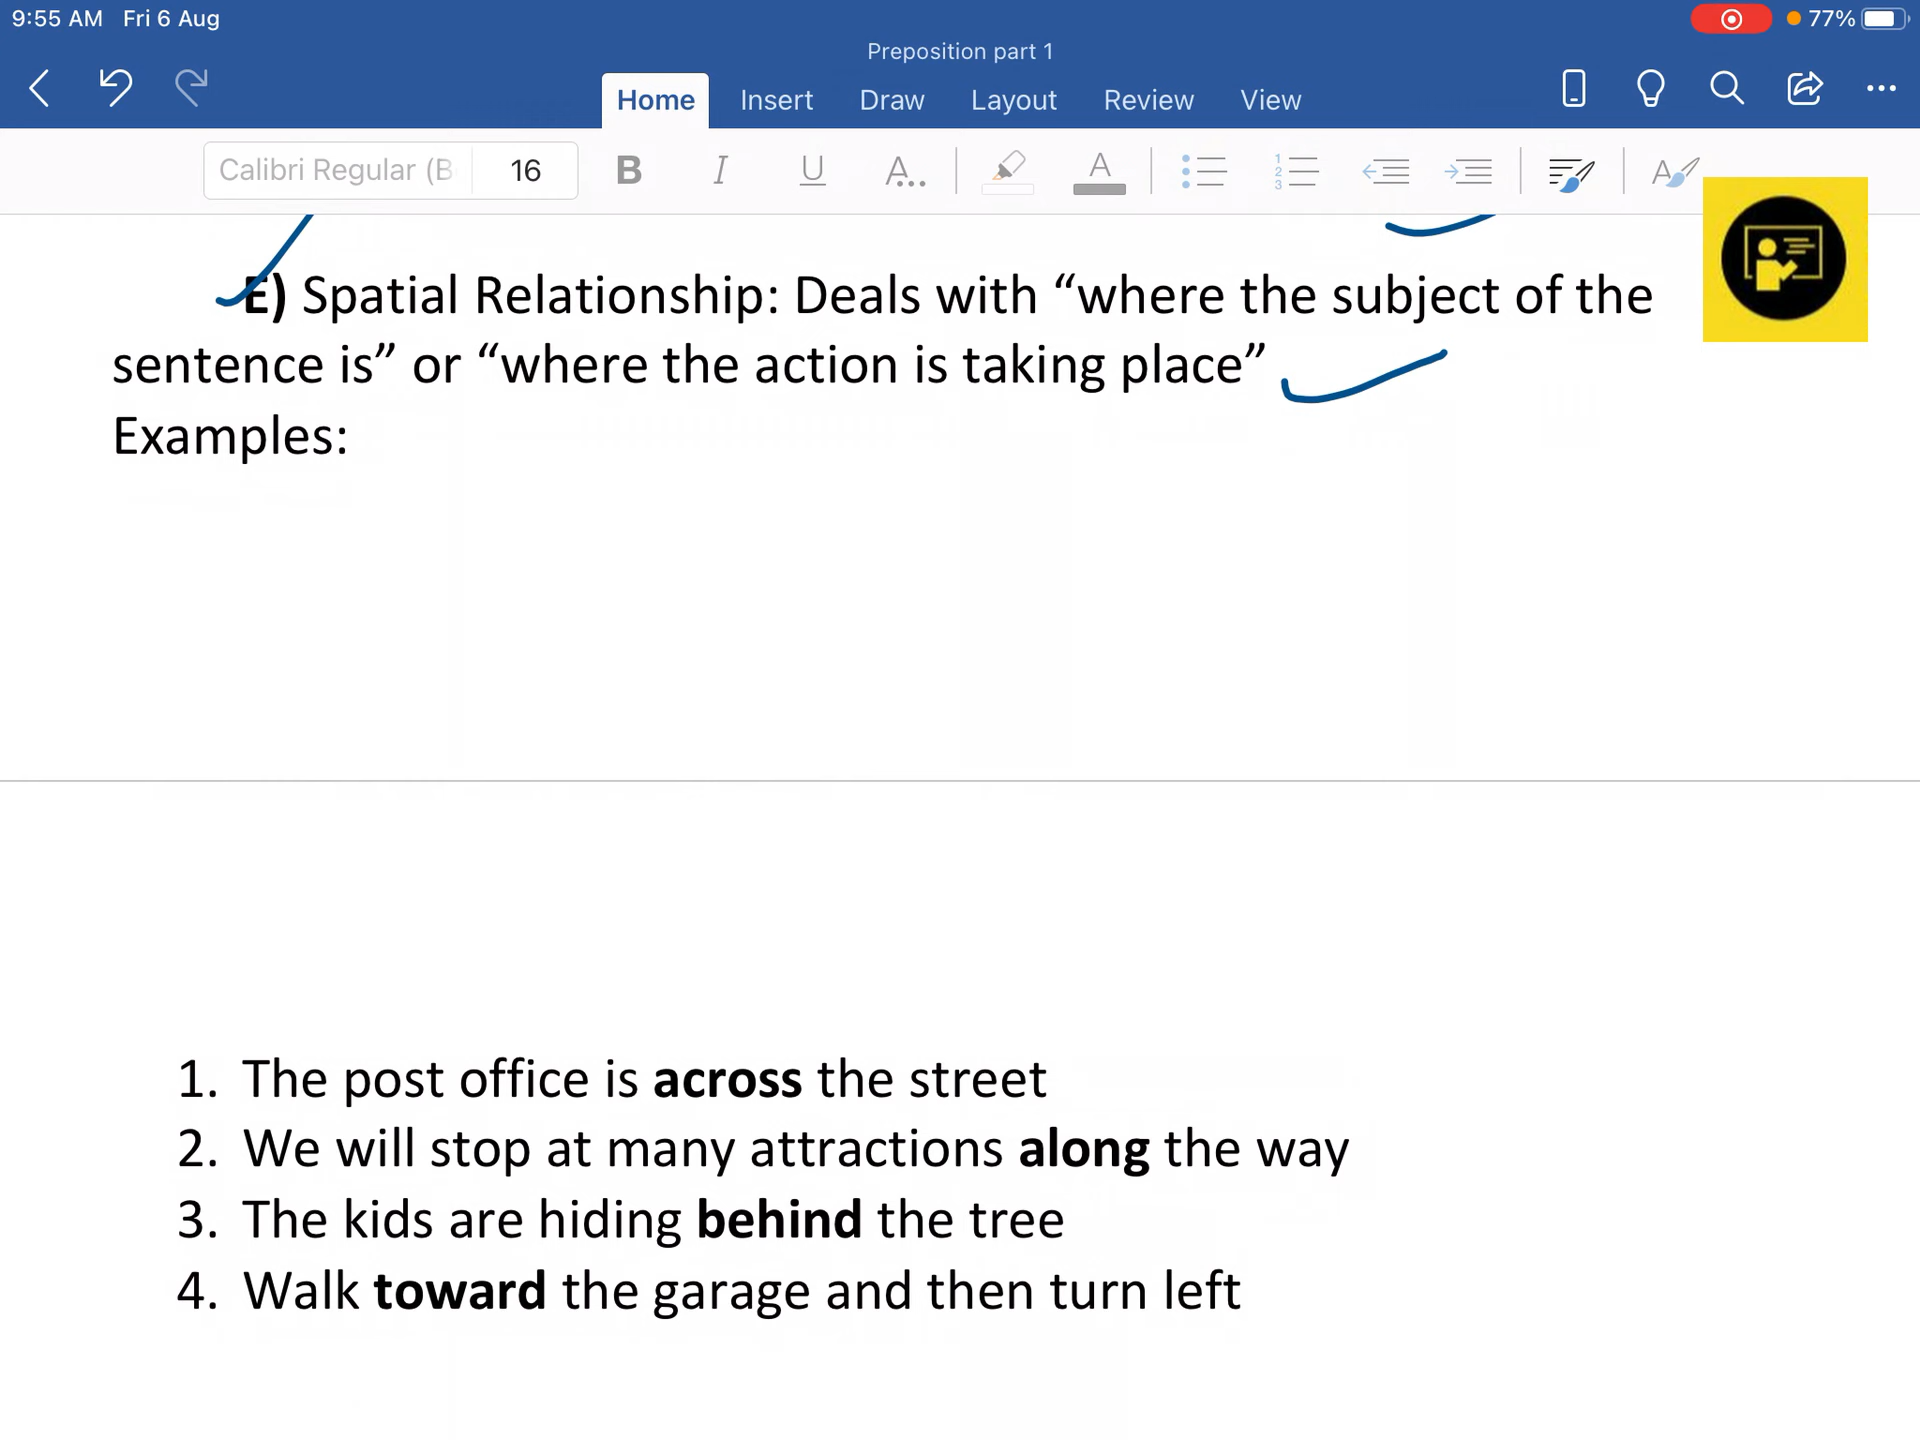 9:55 AM Fri 6 Aug 77%
Preposition part 1
Home Insert Draw Layout Review View
Calibri Regular (B 16 B I U A... A A
E) Spatial Relationship: Deals with “where the subject of the
sentence is” or “where the action is taking place”
Examples:
1. The post office is across the street
2. We will stop at many attractions along the way
3. The kids are hiding behind the tree
4. Walk toward the garage and then turn left